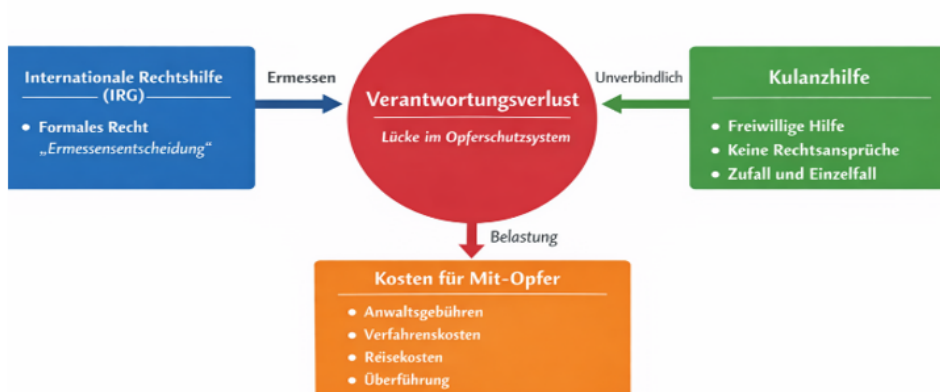 Internationale Rechtshilfe
(IRG)
• Formales Recht
„Ermessensentscheidung“
Ermessen
Verantwortungsverlust
Lücke im Opferschutzsystem
Unverbindlich
Kulanzhilfe
• Freiwillige Hilfe
• Keine Rechtsansprüche
• Zufall und Einzelfall
Belastung
Kosten für Mit-Opfer
• Anwaltsgebühren
• Verfahrenskosten
• Reisekosten
• Überführung